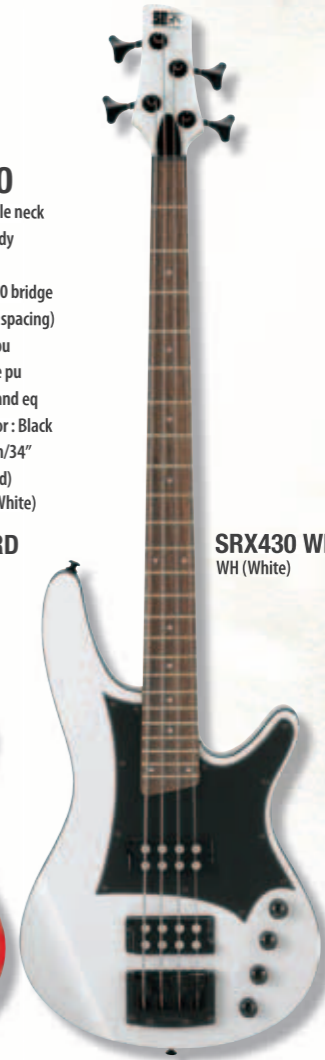 0
le neck
dy
0 bridge
spacing)
pu
e pu
and eq
or : Black
m/34"
d)
White)
RD
SRX430 WH
WH (White)